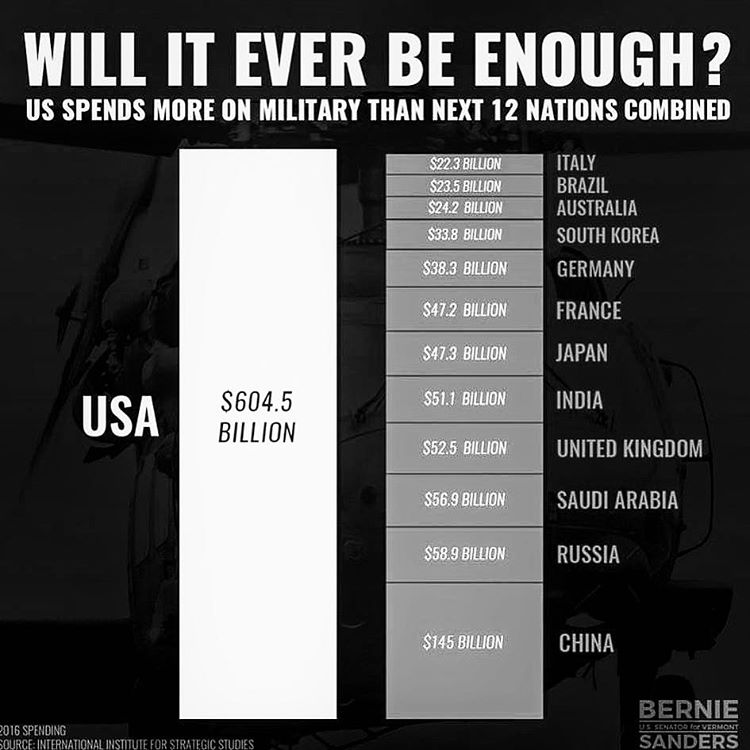 WILL IT EVER BE ENOUGH?
US SPENDS MORE ON MILITARY THAN NEXT 12 NATIONS COMBINED
$22.3 BILLION ITALY
$23.5 BILLION BRAZIL
$24.2 BILLION AUSTRALIA
$33.8 BILLION SOUTH KOREA
$38.3 BILLION GERMANY
$47.2 BILLION FRANCE
$47.3 BILLION JAPAN
USA
$604.5
BILLION
$51.1 BILLION INDIA
$52.5 BILLION UNITED KINGDOM
$56.9 BILLION SAUDI ARABIA
$58.9 BILLION RUSSIA
$145 BILLION CHINA
2016 SPENDING
SOURCE: INTERNATIONAL INSTITUTE FOR STRATEGIC STUDIES
BERNIE
U.S. SENATOR for VERMONT
SANDERS